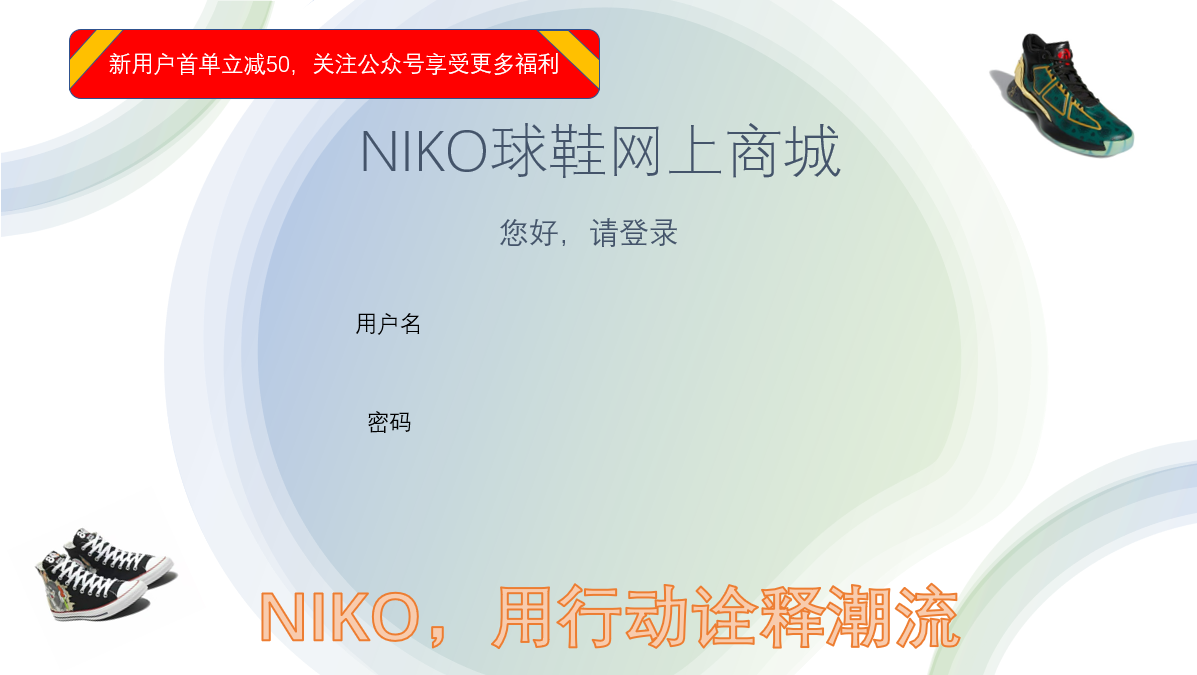 新用户首单立减50，关注公众号享受更多福利
NIKO球鞋网上商城
您好，请登录
用户名
密码
NIKO，用行动诠释潮流